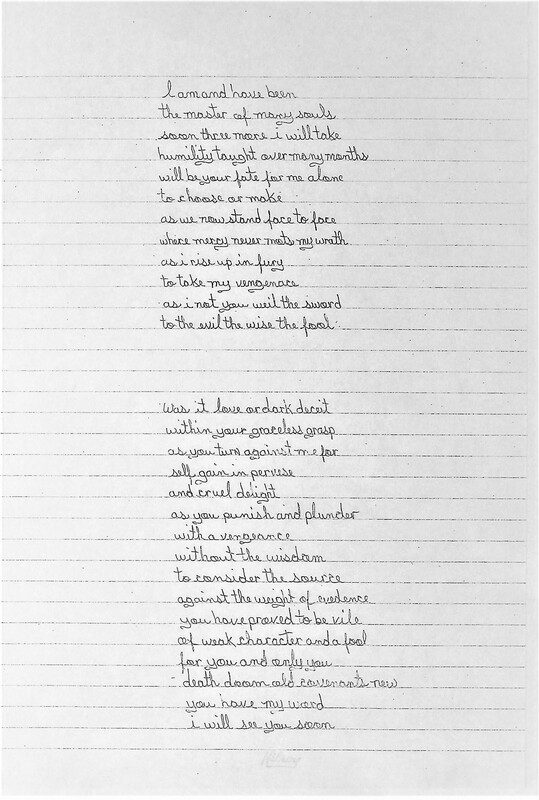 I am and have been
the master of many souls
soon three more i will take
humility taught over many months
will be your fate for me alone
to choose or make
as we now stand face to face
where mercy never mets my wrath
as i rise up in fury
to take my vengenace
as i not you weil the sword
to the evil the wise the fool
Was it love or dark deceit
within your graceless grasp
as you turn against me for
self gain in pervese
and cruel delight
as you punish and plunder
with a vengeance
without the wisdom
to consider the source
against the weight of evedence
you have proved to be vile
of weak character and a fool
for you and only you
death doom old covenants new
you have my word
i will see you soon